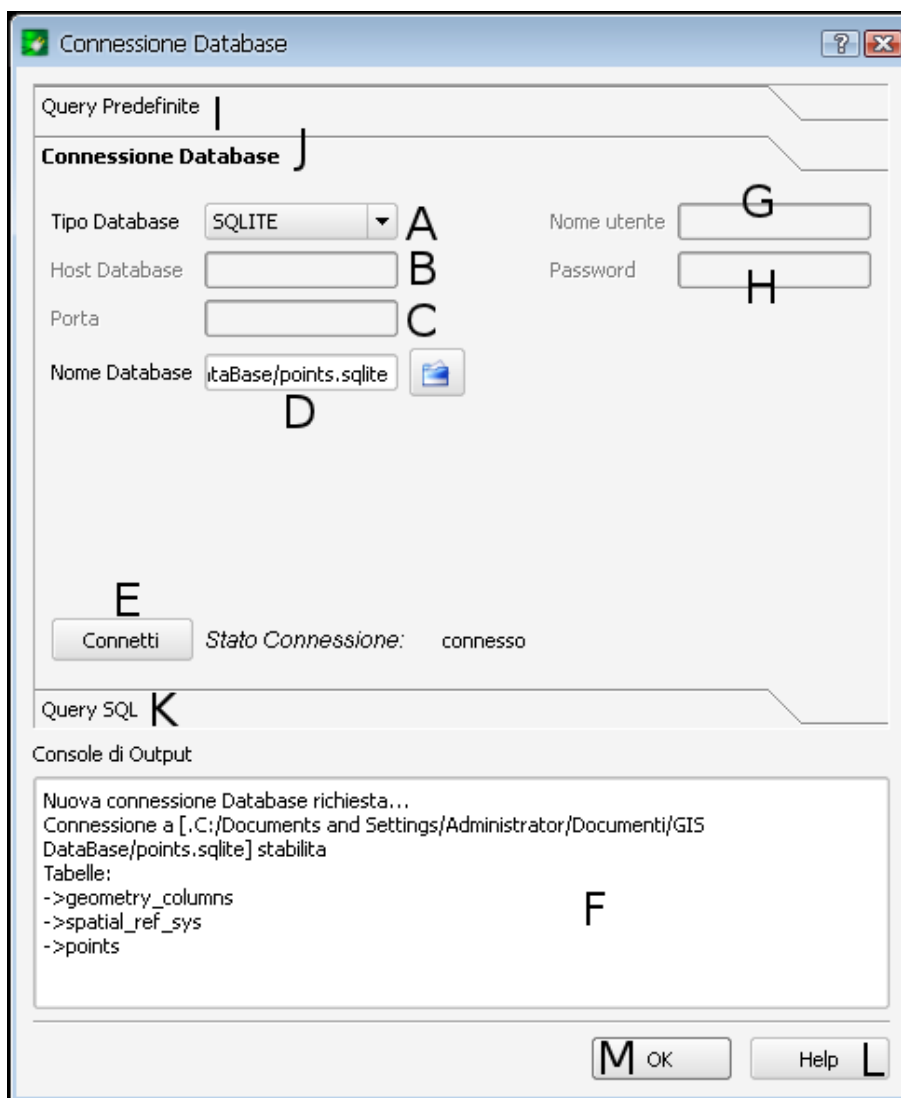 Connessione Database
Query Predefinite I
Connessione Database J
Tipo Database SQLITE A
Nome utente G
Host Database B
Password H
Porta C
Nome Database ıtaBase/points.sqlite
D
E
Connetti Stato Connessione: connesso
Query SQL K
Console di Output
Nuova connessione Database richiesta...
Connessione a [.C:/Documents and Settings/Administrator/Documenti/GIS
DataBase/points.sqlite] stabilita
Tabelle:
->geometry_columns
->spatial_ref_sys
->points
F
M OK
Help L